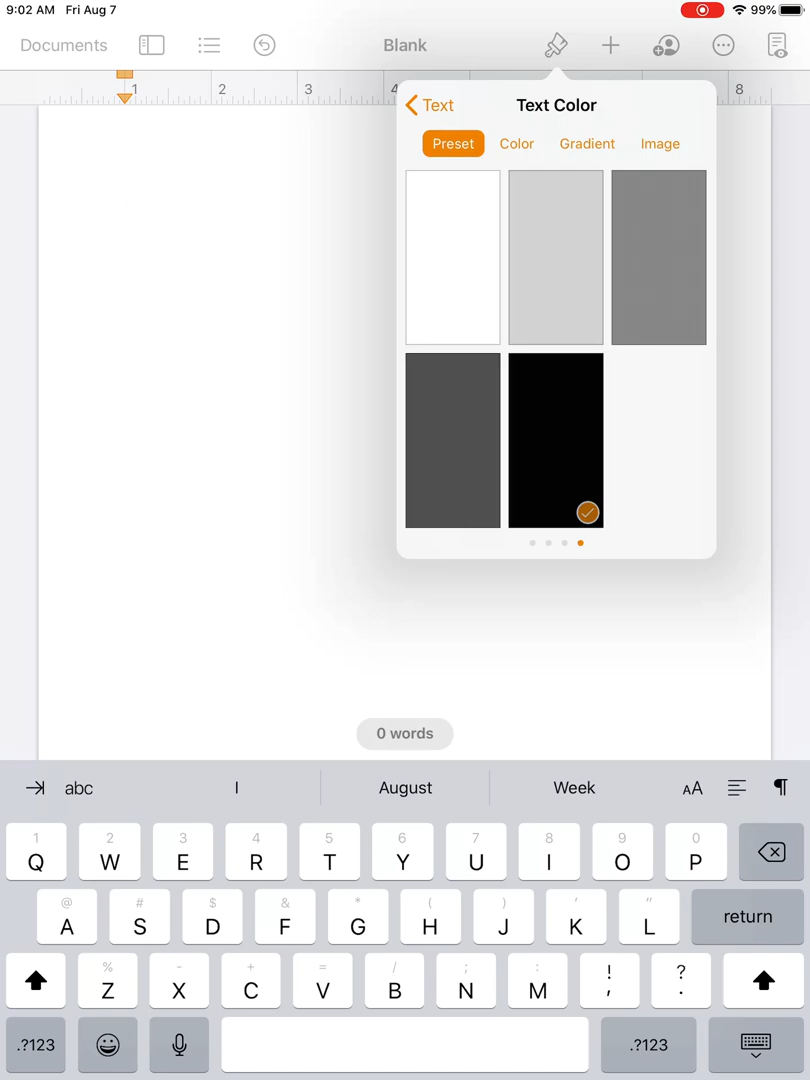 9:02 AM Fri Aug 7 99%
Documents Blank
1 2 3 4 8
Text Text Color
Preset Color Gradient Image
0 words
abc I August Week AA ¶
1 2 3 4 5 6 7 8 9 0
Q W E R T Y U I O P
@ # $ & * ( ) ' "
A S D F G H J K L return
% - + = / ; : ! ?
Z X C V B N M , .
.?123 .?123